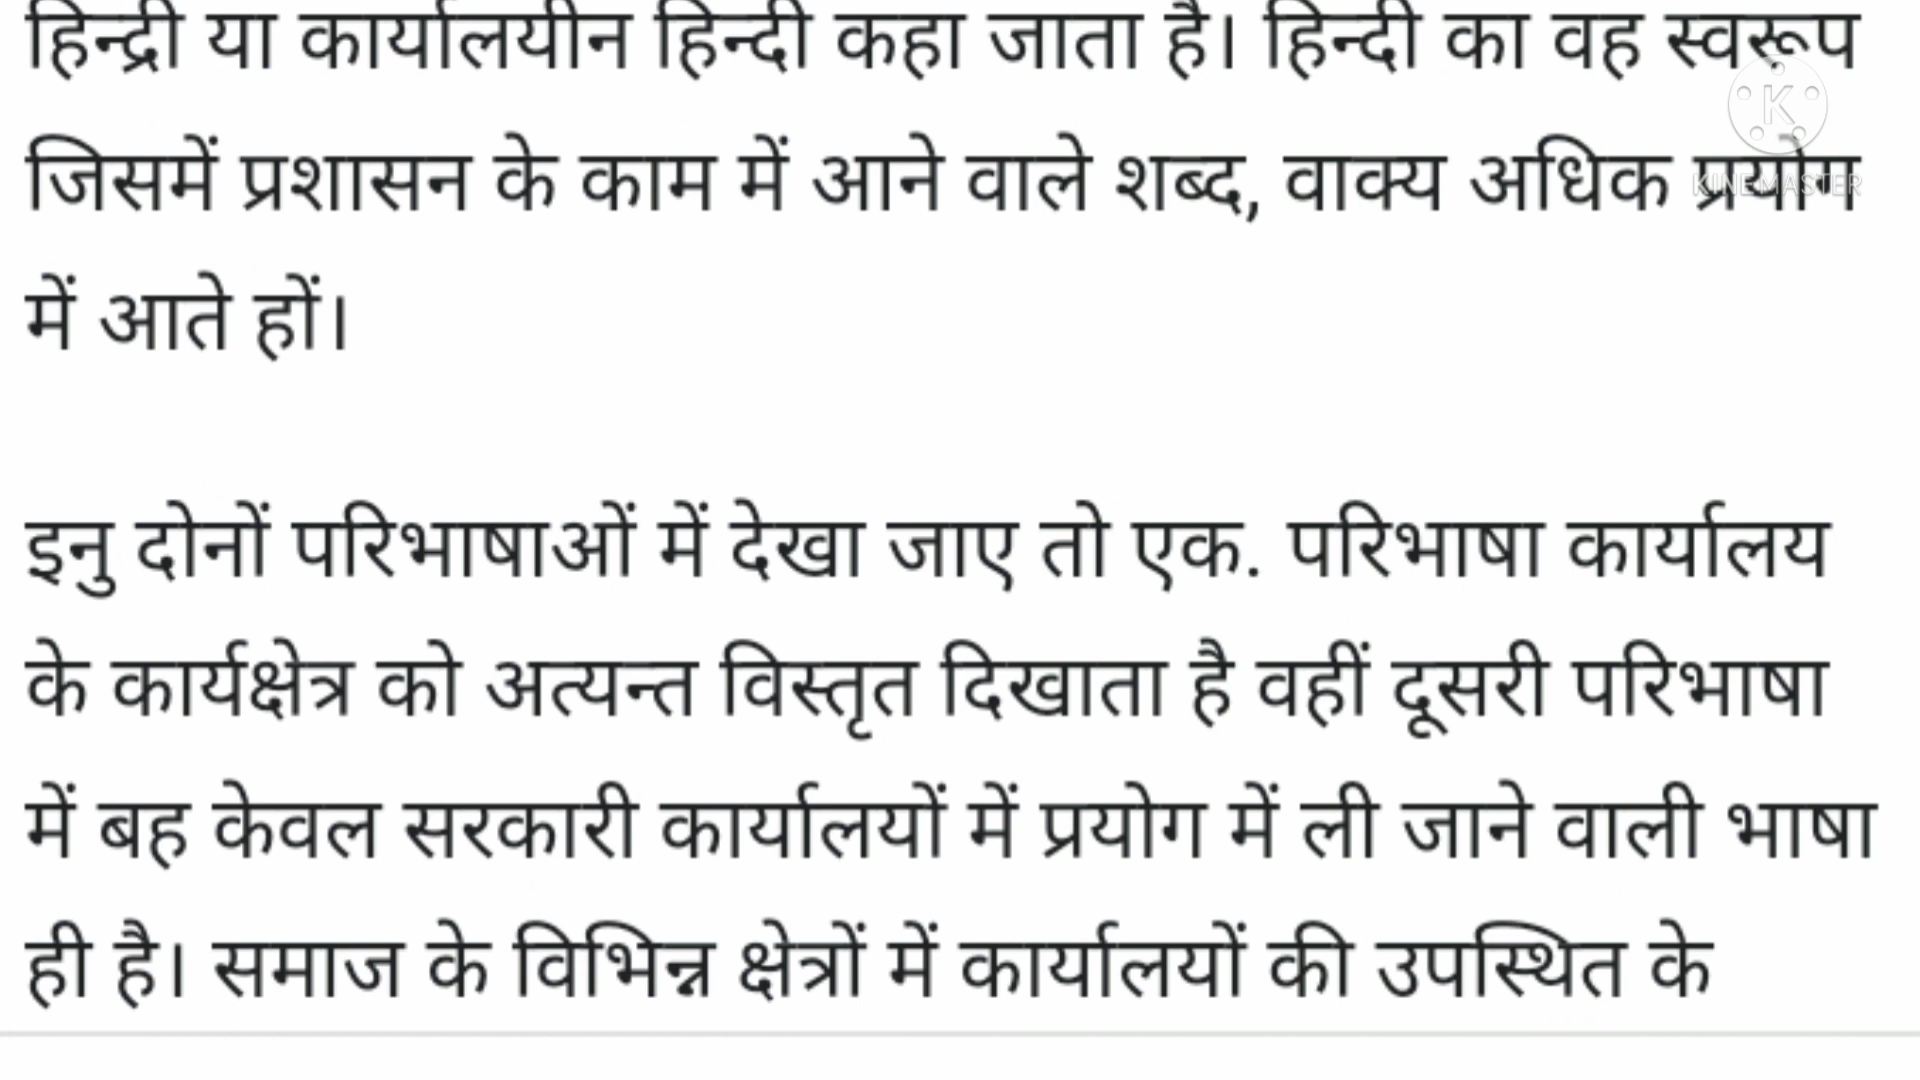 हिन्द्री या कार्यालयीन हिन्दी कहा जाता है। हिन्दी का वह स्वरूप
जिसमें प्रशासन के काम में आने वाले शब्द, वाक्य अधिक प्रयोग
में आते हों।
इनु दोनों परिभाषाओं में देखा जाए तो एक. परिभाषा कार्यालय
के कार्यक्षेत्र को अत्यन्त विस्तृत दिखाता है वहीं दूसरी परिभाषा
में बह केवल सरकारी कार्यालयों में प्रयोग में ली जाने वाली भाषा
ही है। समाज के विभिन्न क्षेत्रों में कार्यालयों की उपस्थित के
K
KINEMASTER